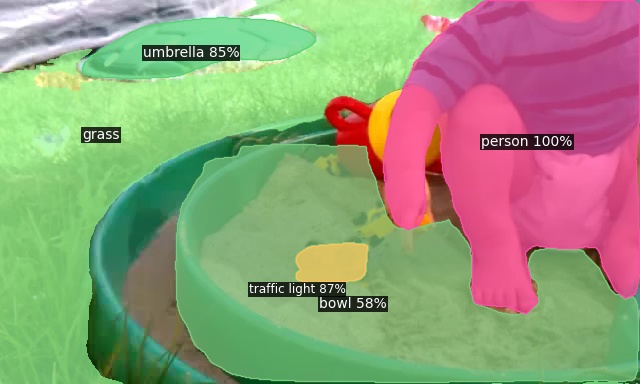 umbrella 85%
grass
person 100%
traffic light 87%
bowl 58%